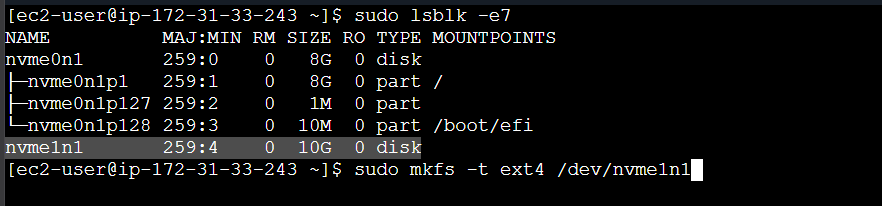 [ec2-user@ip-172-31-33-243 ~]$ sudo lsblk -e7
NAME          MAJ:MIN RM SIZE RO TYPE MOUNTPOINTS
nvme0n1       259:0    0   8G  0 disk
├─nvme0n1p1   259:1    0   8G  0 part /
├─nvme0n1p127 259:2    0   1M  0 part
└─nvme0n1p128 259:3    0  10M  0 part /boot/efi
nvme1n1       259:4    0  10G  0 disk
[ec2-user@ip-172-31-33-243 ~]$ sudo mkfs -t ext4 /dev/nvme1n1